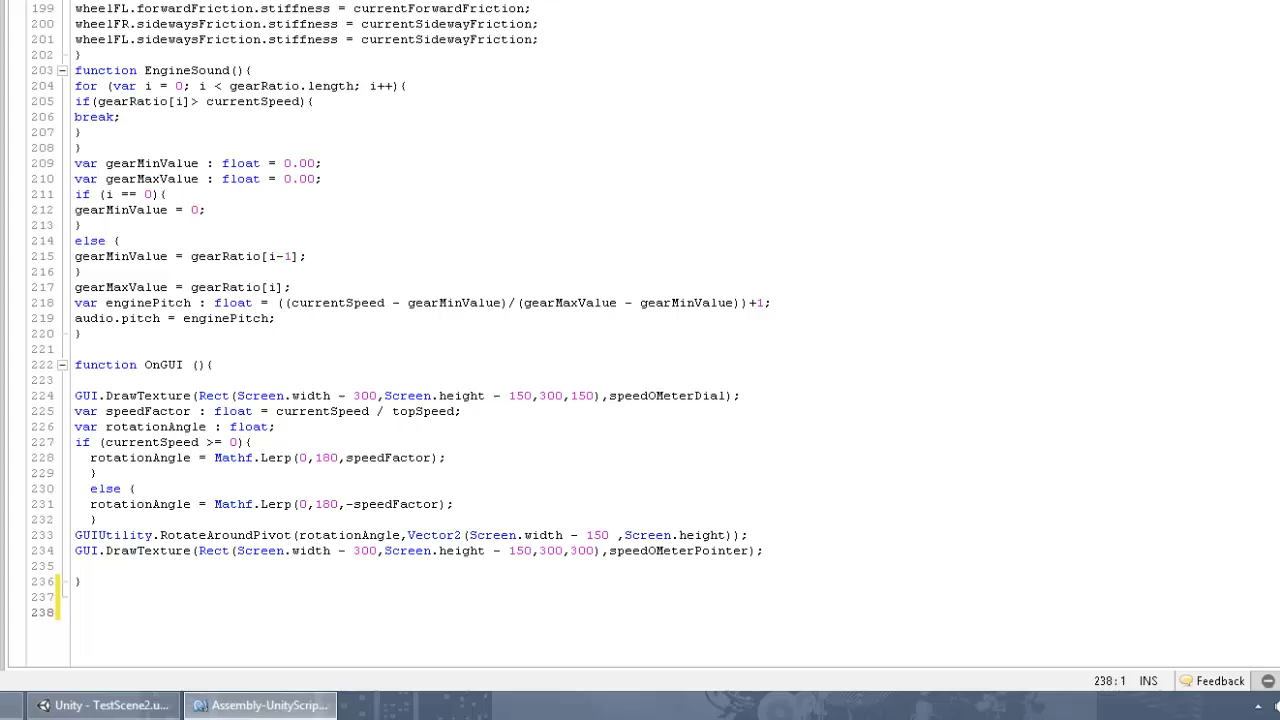 199 wheelFL.forwardFriction.stiffness = currentForwardFriction;
200 wheelFR.sidewaysFriction.stiffness = currentSidewayFriction;
201 wheelFL.sidewaysFriction.stiffness = currentSidewayFriction;
202 }
203 function EngineSound(){
204 for (var i = 0; i < gearRatio.length; i++){
205 if(gearRatio[i]> currentSpeed){
206 break;
207 }
208 }
209 var gearMinValue : float = 0.00;
210 var gearMaxValue : float = 0.00;
211 if (i == 0){
212 gearMinValue = 0;
213 }
214 else {
215 gearMinValue = gearRatio[i-1];
216 }
217 gearMaxValue = gearRatio[i];
218 var enginePitch : float = ((currentSpeed - gearMinValue)/(gearMaxValue - gearMinValue))+1;
219 audio.pitch = enginePitch;
220 }
221
222 function OnGUI (){
223
224 GUI.DrawTexture(Rect(Screen.width - 300,Screen.height - 150,300,150),speedOMeterDial);
225 var speedFactor : float = currentSpeed / topSpeed;
226 var rotationAngle : float;
227 if (currentSpeed >= 0){
228   rotationAngle = Mathf.Lerp(0,180,speedFactor);
229   }
230   else {
231   rotationAngle = Mathf.Lerp(0,180,-speedFactor);
232   }
233 GUIUtility.RotateAroundPivot(rotationAngle,Vector2(Screen.width - 150 ,Screen.height));
234 GUI.DrawTexture(Rect(Screen.width - 300,Screen.height - 150,300,300),speedOMeterPointer);
235
236 }
237
238
238 : 1 INS Feedback
Unity - TestScene2.u... Assembly-UnityScrip...